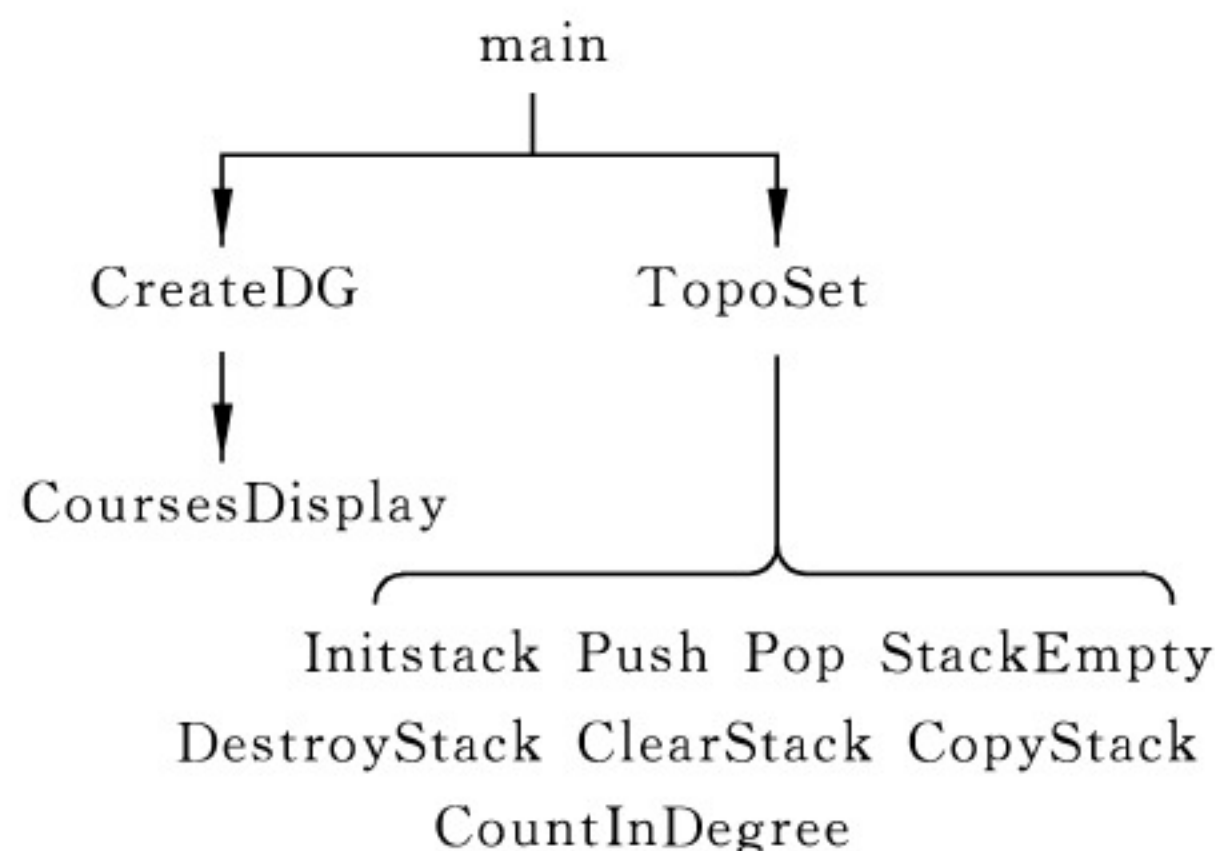 main
CreateDG TopoSet
CoursesDisplay
Initstack Push Pop StackEmpty
DestroyStack ClearStack CopyStack
CountInDegree